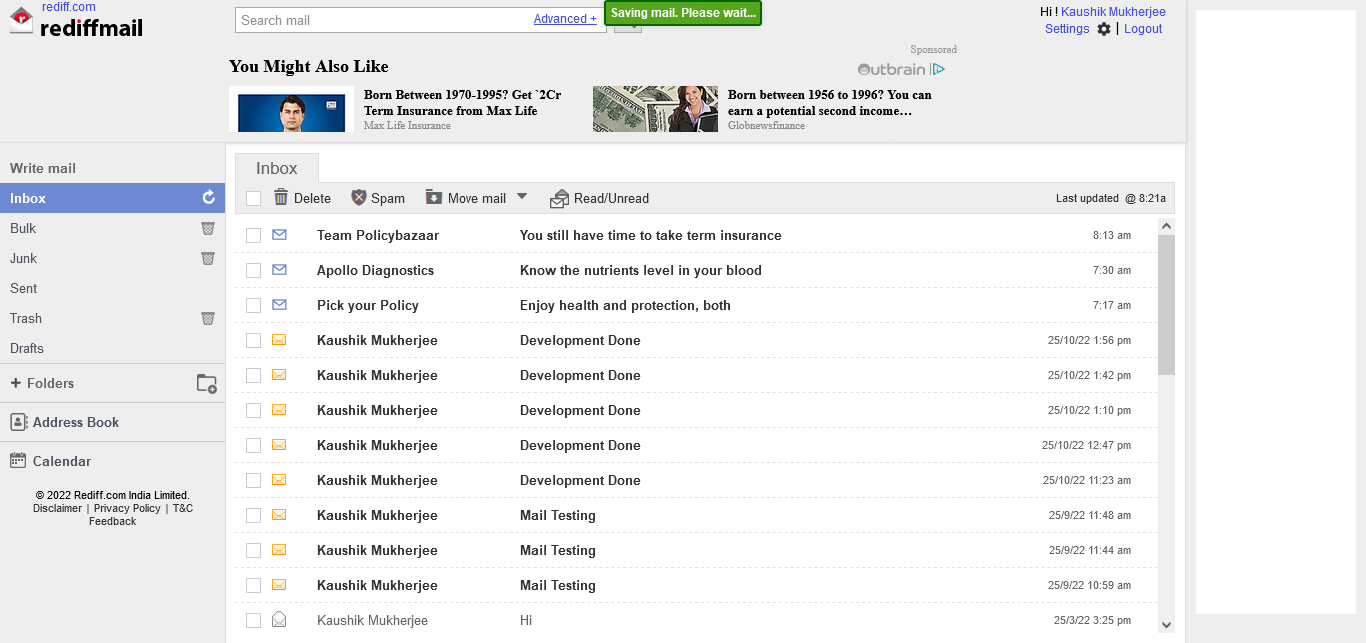 rediff.com
rediffmail
Search mail
Advanced +
Saving mail. Please wait...
Hi ! Kaushik Mukherjee
Settings | Logout
Sponsored
You Might Also Like
Outbrain
Born Between 1970-1995? Get `2Cr
Term Insurance from Max Life
Max Life Insurance
Born between 1956 to 1996? You can
earn a potential second income…
Globnewsfinance
Write mail
Inbox
Bulk
Junk
Sent
Trash
Drafts
+ Folders
Address Book
Calendar
© 2022 Rediff.com India Limited.
Disclaimer | Privacy Policy | T&C
Feedback
Inbox
Delete Spam Move mail Read/Unread Last updated @ 8:21a
Team Policybazaar You still have time to take term insurance 8:13 am
Apollo Diagnostics Know the nutrients level in your blood 7:30 am
Pick your Policy Enjoy health and protection, both 7:17 am
Kaushik Mukherjee Development Done 25/10/22 1:56 pm
Kaushik Mukherjee Development Done 25/10/22 1:42 pm
Kaushik Mukherjee Development Done 25/10/22 1:10 pm
Kaushik Mukherjee Development Done 25/10/22 12:47 pm
Kaushik Mukherjee Development Done 25/10/22 11:23 am
Kaushik Mukherjee Mail Testing 25/9/22 11:48 am
Kaushik Mukherjee Mail Testing 25/9/22 11:44 am
Kaushik Mukherjee Mail Testing 25/9/22 10:59 am
Kaushik Mukherjee Hi 25/3/22 3:25 pm